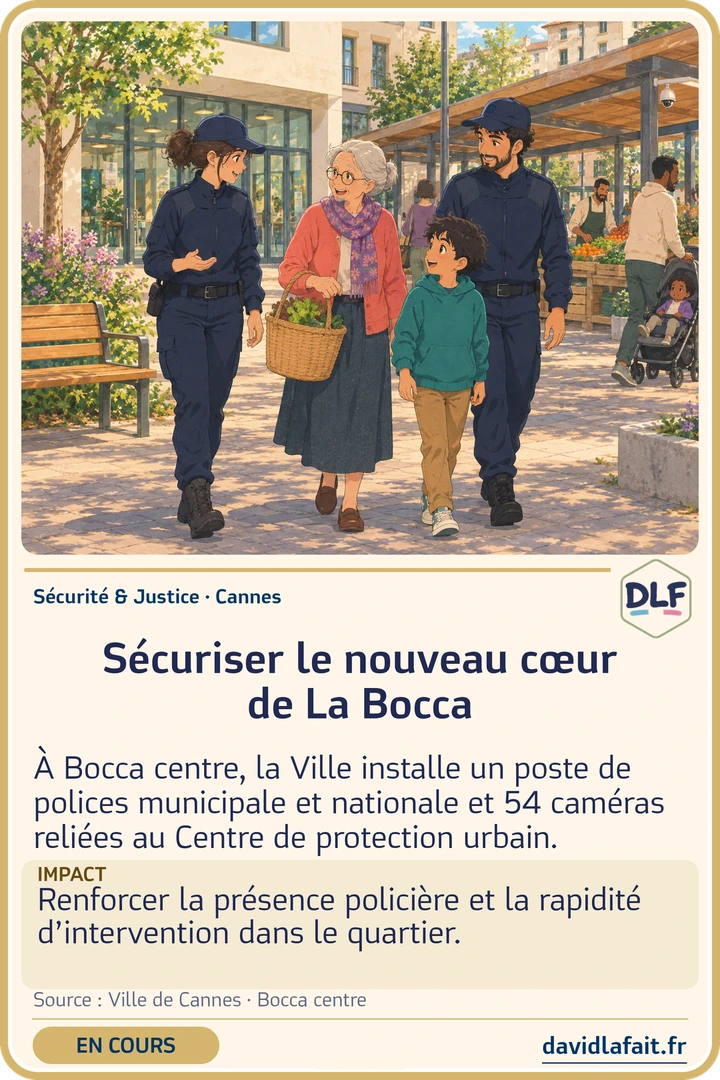 Sécurité & Justice · Cannes
DLF
Sécuriser le nouveau cœur
de La Bocca
À Bocca centre, la Ville installe un poste de
polices municipale et nationale et 54 caméras
reliées au Centre de protection urbain.
IMPACT
Renforcer la présence policière et la rapidité
d’intervention dans le quartier.
Source : Ville de Cannes · Bocca centre
EN COURS
davidlafait.fr